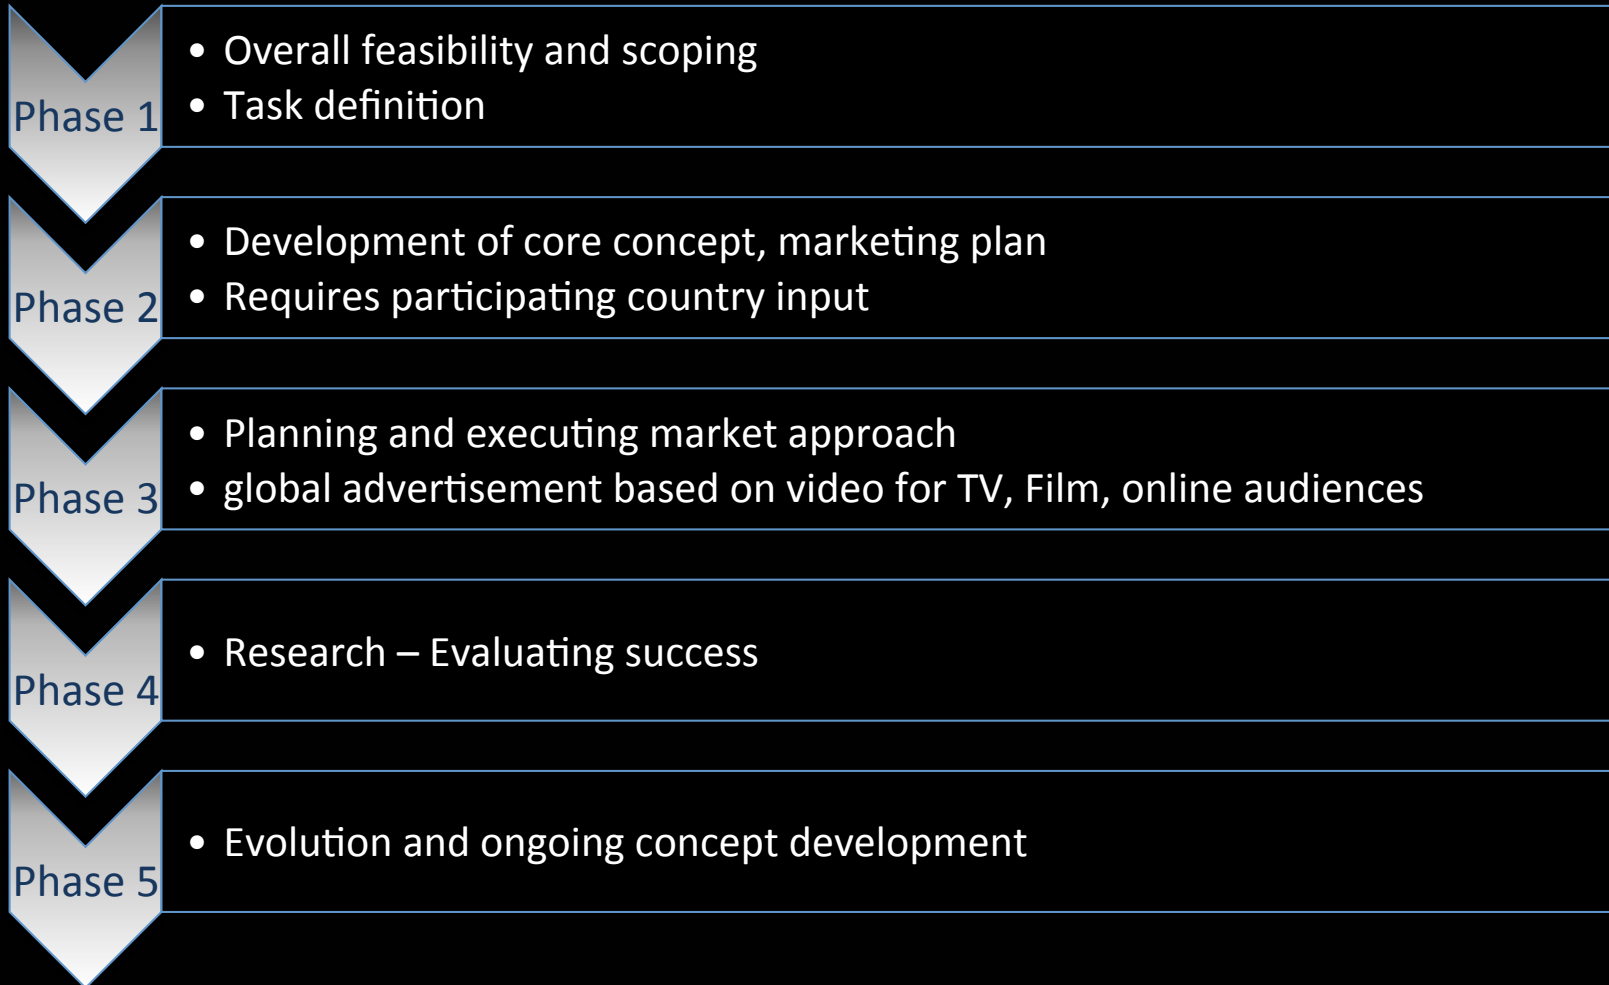 Phase 1
• Overall feasibility and scoping
• Task definition
Phase 2
• Development of core concept, marketing plan
• Requires participating country input
Phase 3
• Planning and executing market approach
• global advertisement based on video for TV, Film, online audiences
Phase 4
• Research – Evaluating success
Phase 5
• Evolution and ongoing concept development